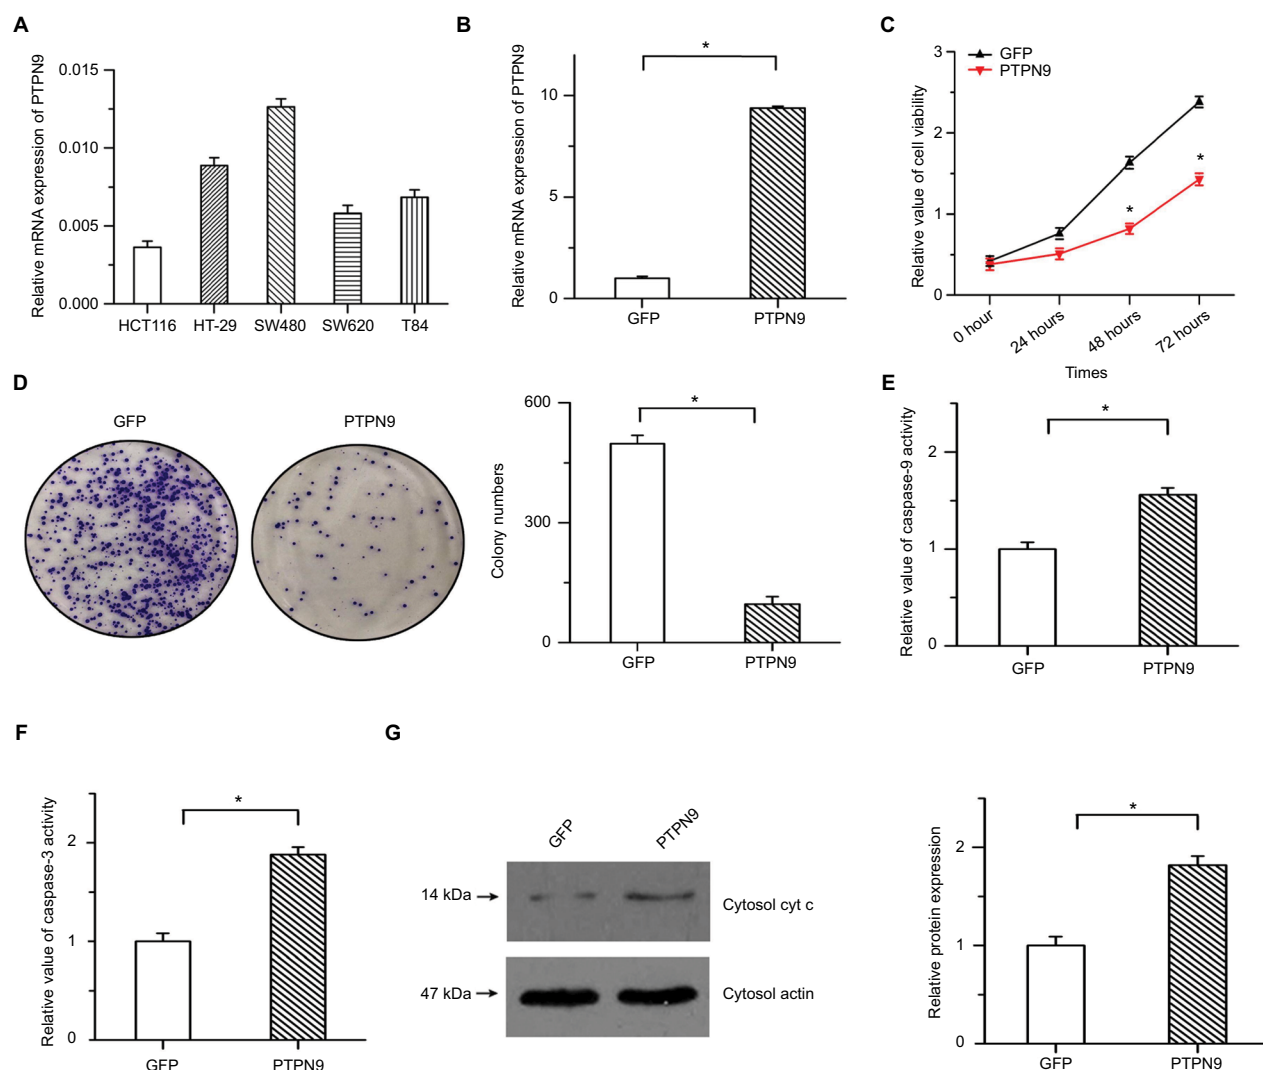 A
Relative mRNA expression of PTPN9
0.015
0.010
0.005
0.000
HCT116 HT-29 SW480 SW620 T84
B
Relative mRNA expression of PTPN9
10
5
0
*
GFP PTPN9
C
Relative value of cell viability
3
2
1
0
GFP
PTPN9
*
*
0 hour 24 hours 48 hours 72 hours
Times
D
GFP PTPN9
Colony numbers
600
300
0
*
GFP PTPN9
E
Relative value of caspase-9 activity
2
1
0
*
GFP PTPN9
F
Relative value of caspase-3 activity
2
1
0
*
GFP PTPN9
G
GFP PTPN9
14 kDa Cytosol cyt c
47 kDa Cytosol actin
Relative protein expression
2
1
0
*
GFP PTPN9